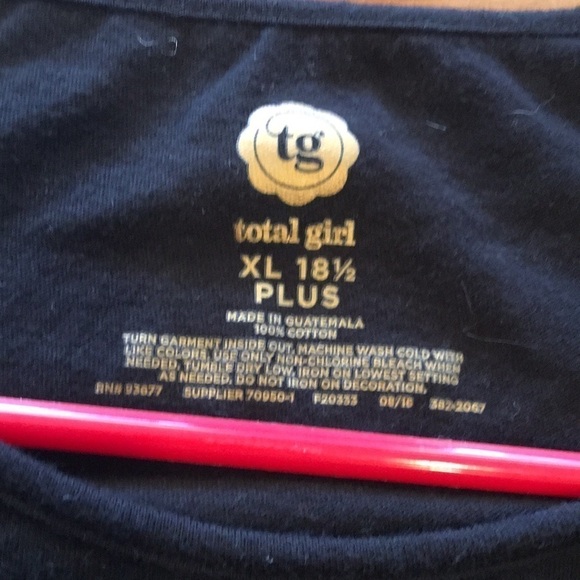 tg
total girl
XL 18½
PLUS
MADE IN GUATEMALA
100% COTTON
TURN GARMENT INSIDE OUT, MACHINE WASH COLD WITH
LIKE COLORS, USE ONLY NON-CHLORINE BLEACH WHEN
NEEDED, TUMBLE DRY LOW, IRON ON LOWEST SETTING
AS NEEDED. DO NOT IRON ON DECORATION.
RN# 93677 SUPPLIER 70950-1 F20333 08/16 382-2067